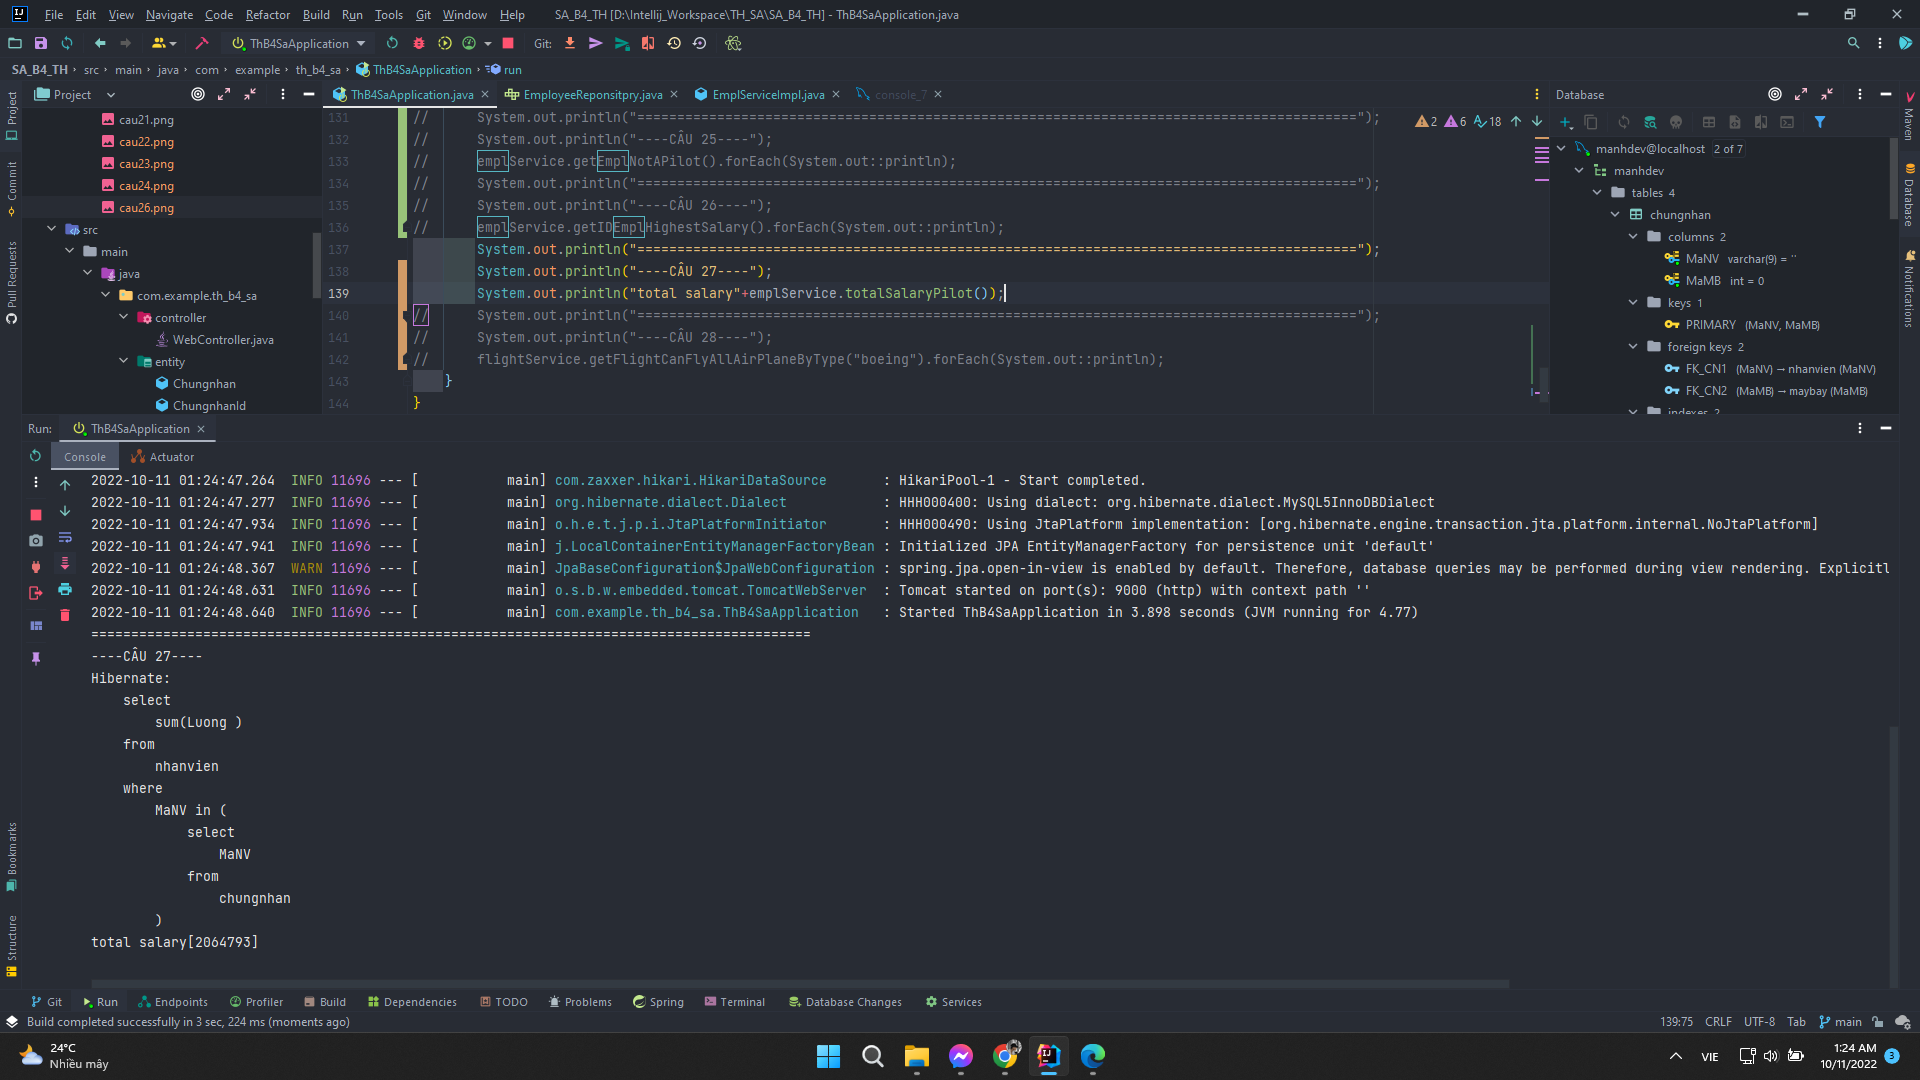 File Edit View Navigate Code Refactor Build Run Tools Git Window Help SA_B4_TH [D:\Intellij_Workspace\TH_SA\SA_B4_TH] - ThB4SaApplication.java
ThB4SaApplication Git:
SA_B4_TH src main java com example th_b4_sa ThB4SaApplication run
Project
ThB4SaApplication.java EmployeeReponsitpry.java EmplServiceImpl.java console_7
Database
cau21.png
cau22.png
cau23.png
cau24.png
cau26.png
src
main
java
com.example.th_b4_sa
controller
WebController.java
entity
Chungnhan
ChungnhanId
2 6 18
131 // System.out.println("==========================================================================================");
132 // System.out.println("----CÂU 25----");
133 // emplService.getEmplNotAPilot().forEach(System.out::println);
134 // System.out.println("==========================================================================================");
135 // System.out.println("----CÂU 26----");
136 // emplService.getIDEmplHighestSalary().forEach(System.out::println);
137 System.out.println("==========================================================================================");
138 System.out.println("----CÂU 27----");
139 System.out.println("total salary"+emplService.totalSalaryPilot());
140 // System.out.println("==========================================================================================");
141 // System.out.println("----CÂU 28----");
142 // flightService.getFlightCanFlyAllAirPlaneByType("boeing").forEach(System.out::println);
143 }
144 }
manhdev@localhost 2 of 7
manhdev
tables 4
chungnhan
columns 2
MaNV varchar(9) = ''
MaMB int = 0
keys 1
PRIMARY (MaNV, MaMB)
foreign keys 2
FK_CN1 (MaNV) → nhanvien (MaNV)
FK_CN2 (MaMB) → maybay (MaMB)
indexes 2
Project
Commit
Pull Requests
Bookmarks
Structure
Maven
Database
Notifications
Run: ThB4SaApplication
Console Actuator
2022-10-11 01:24:47.264 INFO 11696 --- [ main] com.zaxxer.hikari.HikariDataSource : HikariPool-1 - Start completed.
2022-10-11 01:24:47.277 INFO 11696 --- [ main] org.hibernate.dialect.Dialect : HHH000400: Using dialect: org.hibernate.dialect.MySQL5InnoDBDialect
2022-10-11 01:24:47.934 INFO 11696 --- [ main] o.h.e.t.j.p.i.JtaPlatformInitiator : HHH000490: Using JtaPlatform implementation: [org.hibernate.engine.transaction.jta.platform.internal.NoJtaPlatform]
2022-10-11 01:24:47.941 INFO 11696 --- [ main] j.LocalContainerEntityManagerFactoryBean : Initialized JPA EntityManagerFactory for persistence unit 'default'
2022-10-11 01:24:48.367 WARN 11696 --- [ main] JpaBaseConfiguration$JpaWebConfiguration : spring.jpa.open-in-view is enabled by default. Therefore, database queries may be performed during view rendering. Explicitl
2022-10-11 01:24:48.631 INFO 11696 --- [ main] o.s.b.w.embedded.tomcat.TomcatWebServer : Tomcat started on port(s): 9000 (http) with context path ''
2022-10-11 01:24:48.640 INFO 11696 --- [ main] com.example.th_b4_sa.ThB4SaApplication : Started ThB4SaApplication in 3.898 seconds (JVM running for 4.77)
==========================================================================================
----CÂU 27----
Hibernate:
select
sum(Luong )
from
nhanvien
where
MaNV in (
select
MaNV
from
chungnhan
)
total salary[2064793]
Git Run Endpoints Profiler Build Dependencies TODO Problems Spring Terminal Database Changes Services
Build completed successfully in 3 sec, 224 ms (moments ago) 139:75 CRLF UTF-8 Tab main
24°C
Nhiều mây
VIE
1:24 AM
10/11/2022
3